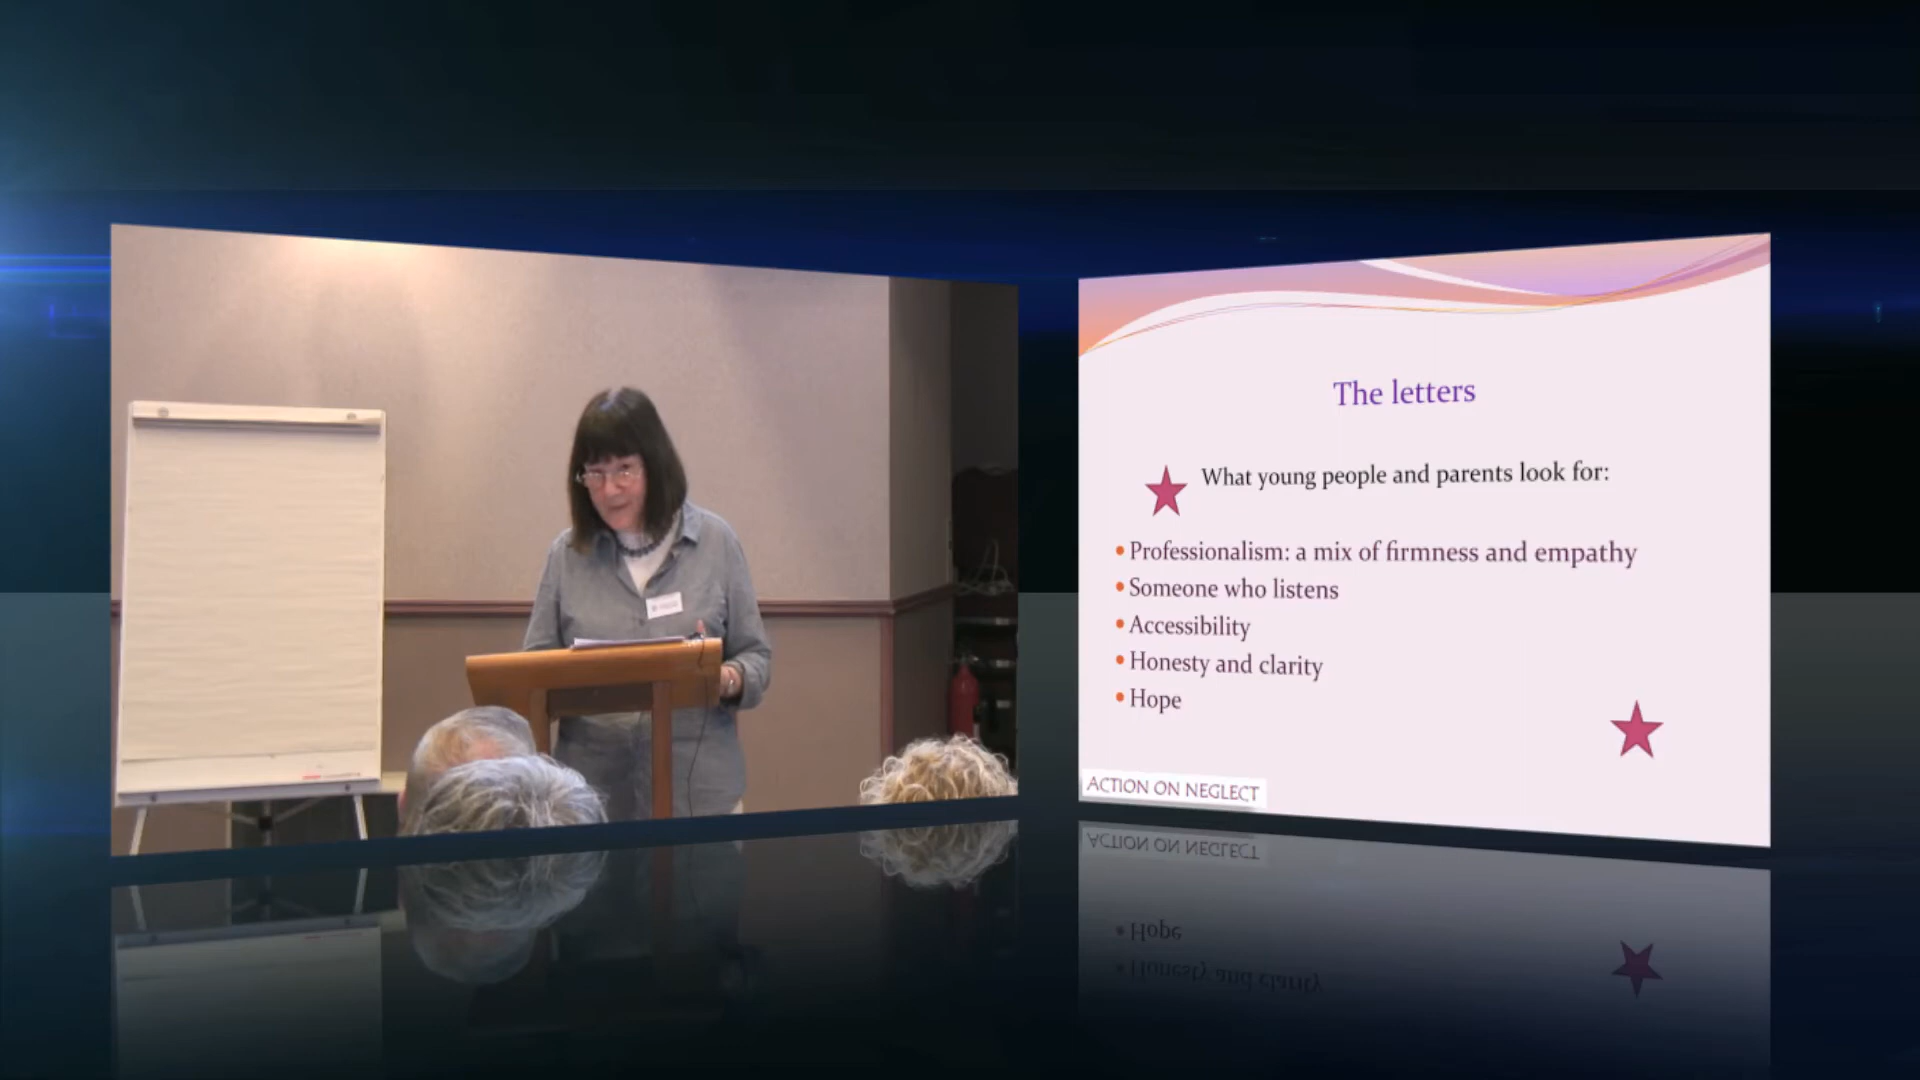 The letters
What young people and parents look for:
Professionalism: a mix of firmness and empathy
Someone who listens
Accessibility
Honesty and clarity
Hope
ACTION ON NEGLECT